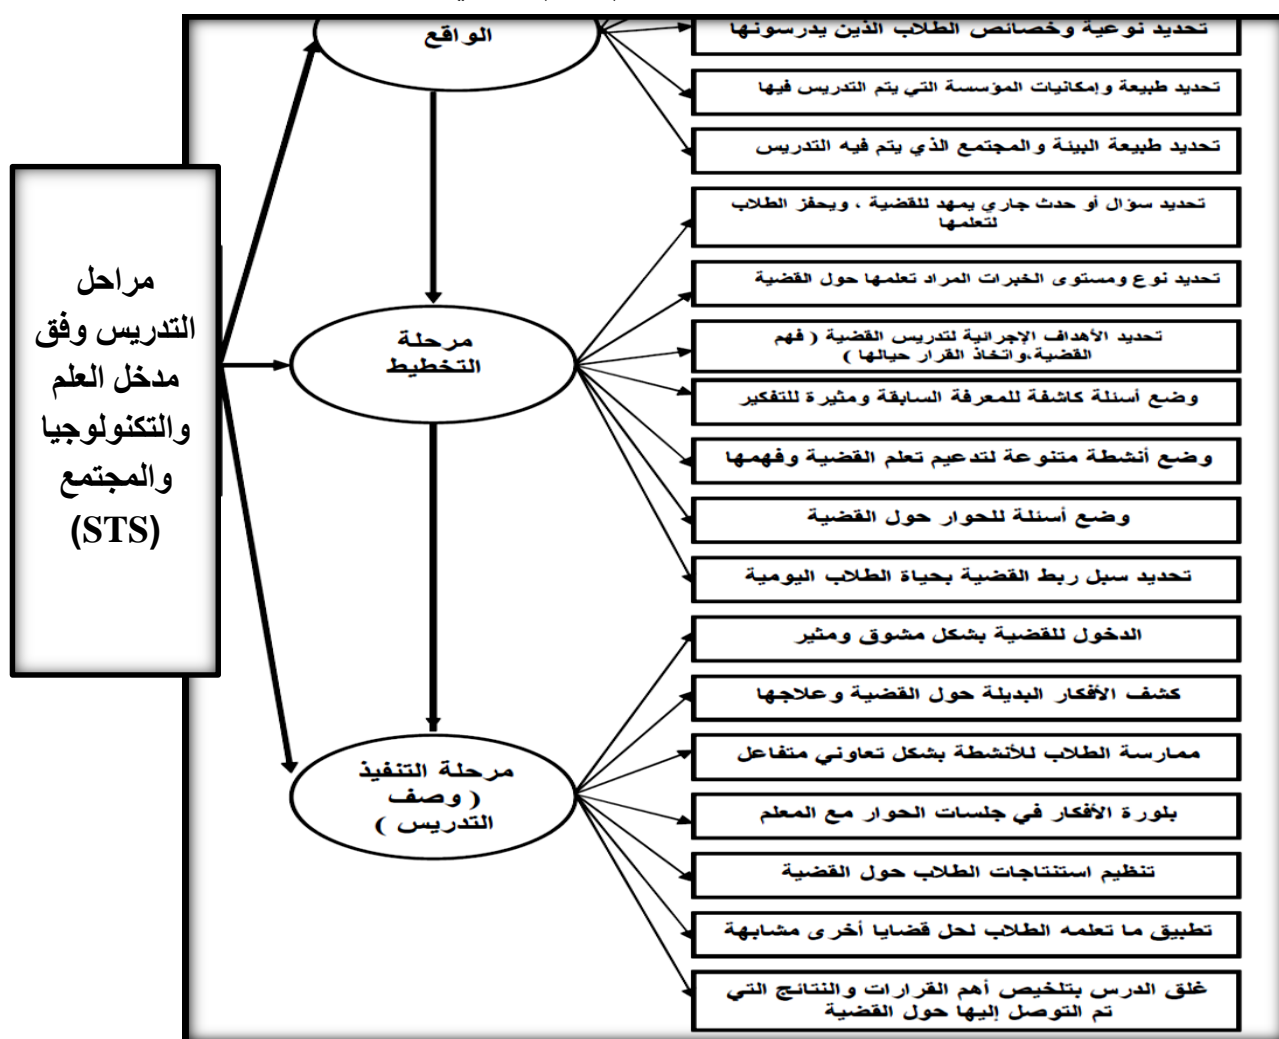 مراحل
التدريس وفق
مدخل العلم
والتكنولوجيا
والمجتمع
(STS)
الواقع
تحديد نوعية وخصائص الطلاب الذين يدرسونها
تحديد طبيعة وإمكانيات المؤسسة التي يتم التدريس فيها
تحديد طبيعة البيئة والمجتمع الذي يتم فيه التدريس
مرحلة
التخطيط
تحديد سؤال أو حدث جاري يمهد للقضية ، ويحفز الطلاب
لتعلمها
تحديد نوع ومستوى الخبرات المراد تعلمها حول القضية
تحديد الأهداف الإجرائية لتدريس القضية ( فهم
القضية،واتخاذ القرار حيالها )
وضع أسئلة كاشفة للمعرفة السابقة ومثيرة للتفكير
وضع أنشطة متنوعة لتدعيم تعلم القضية وفهمها
وضع أسئلة للحوار حول القضية
تحديد سبل ربط القضية بحياة الطلاب اليومية
مرحلة التنفيذ
( وصف
التدريس )
الدخول للقضية بشكل مشوق ومثير
كشف الأفكار البديلة حول القضية وعلاجها
ممارسة الطلاب للأنشطة بشكل تعاوني متفاعل
بلورة الأفكار في جلسات الحوار مع المعلم
تنظيم استنتاجات الطلاب حول القضية
تطبيق ما تعلمه الطلاب لحل قضايا أخرى مشابهة
غلق الدرس بتلخيص أهم القرارات والنتائج التي
تم التوصل إليها حول القضية